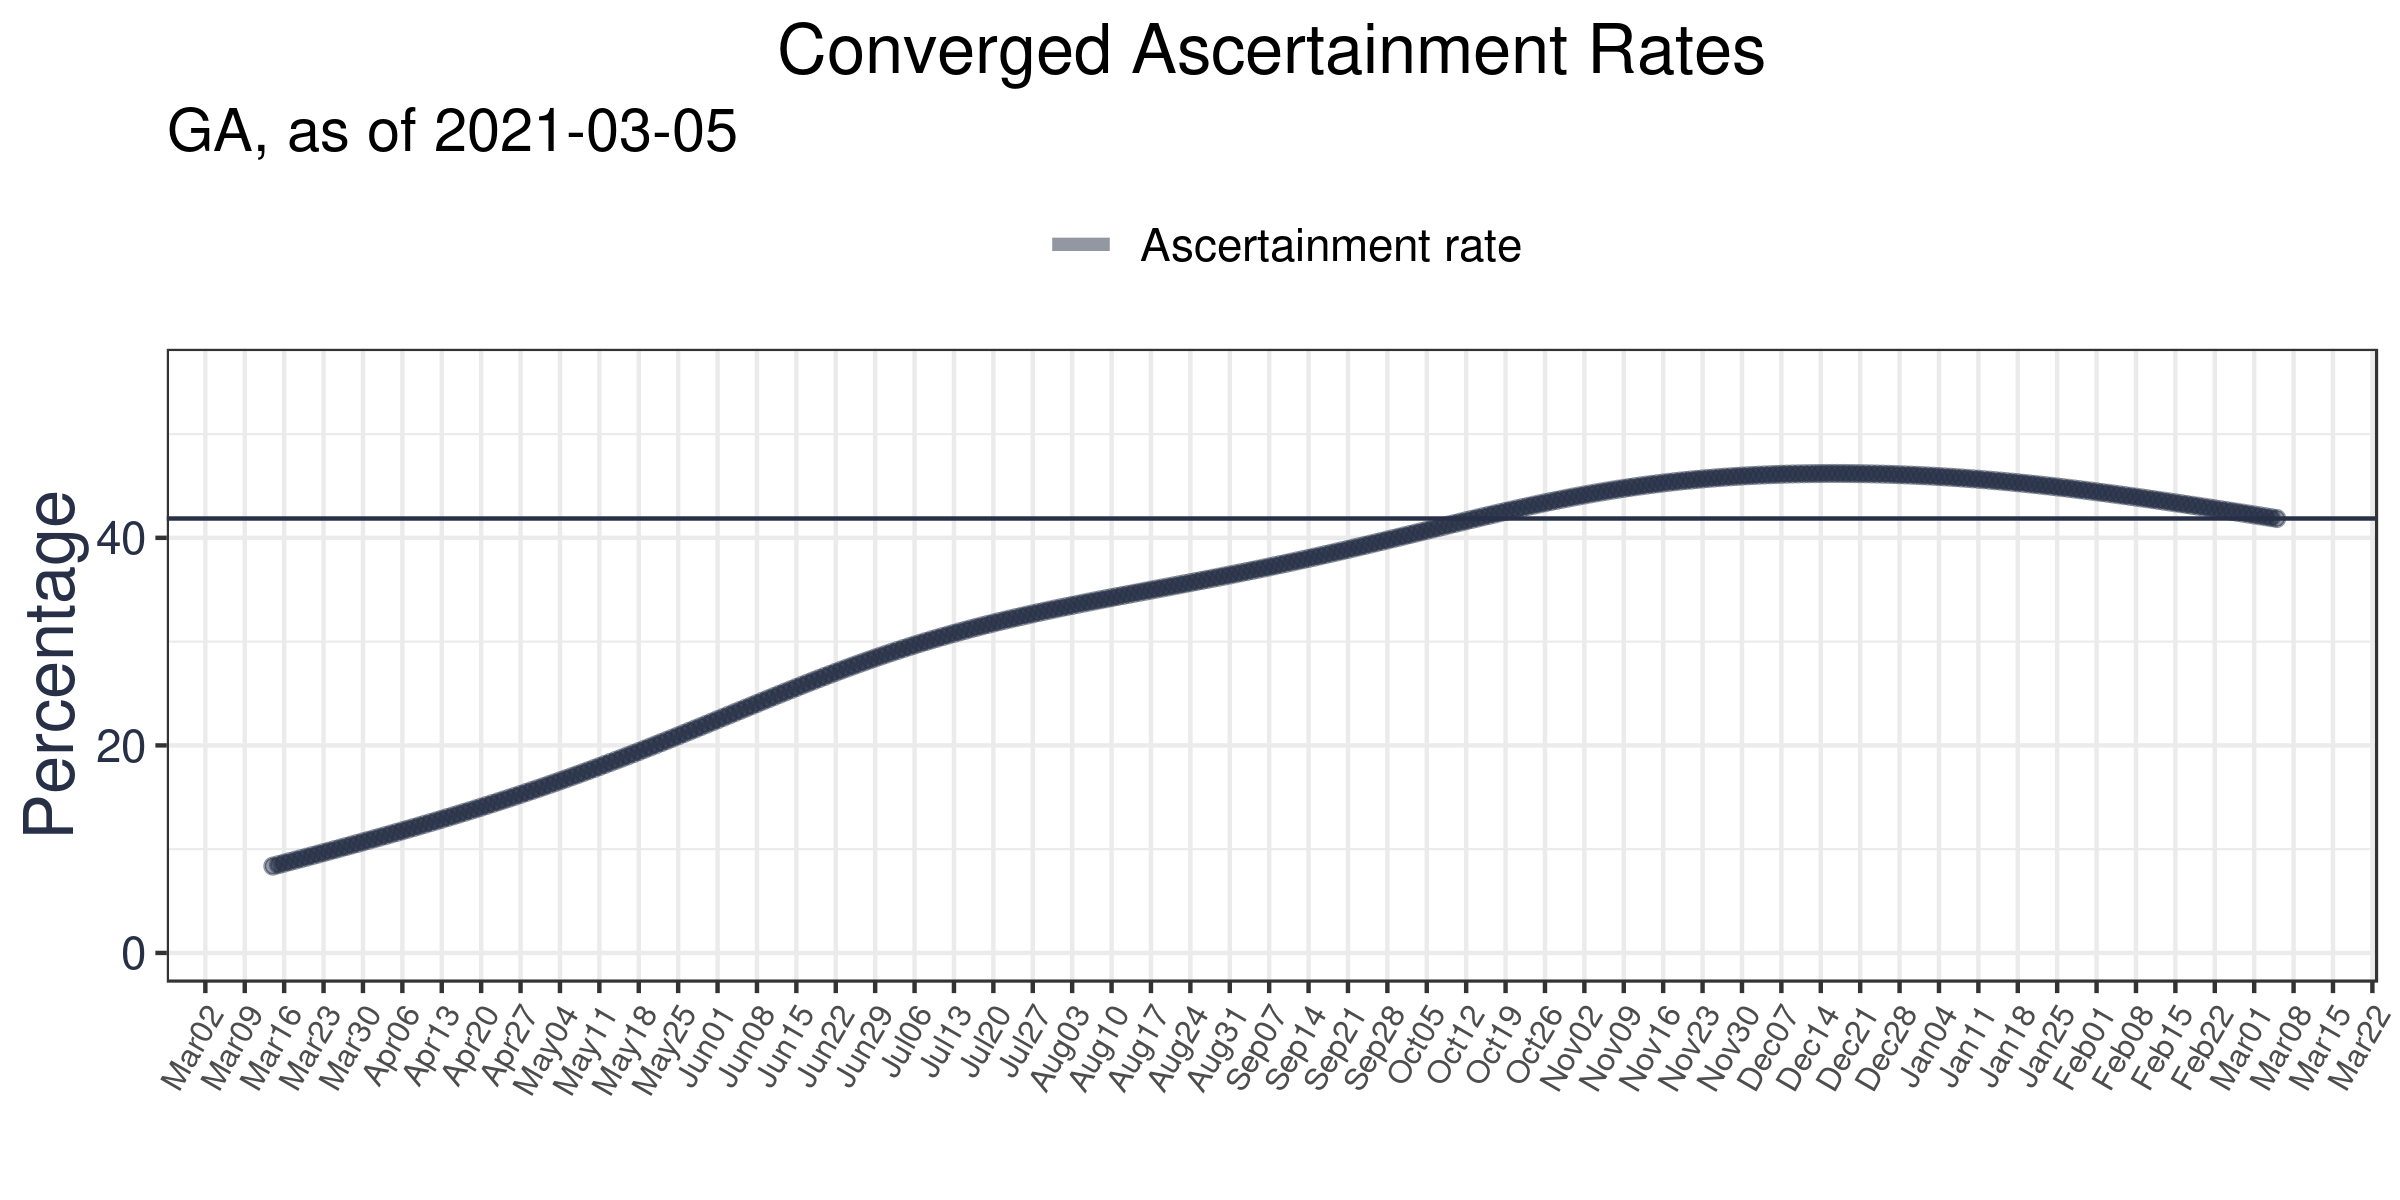 Converged Ascertainment Rates
GA, as of 2021-03-05
Ascertainment rate
Percentage
40
20
0
Mar02 Mar09 Mar16 Mar23 Mar30 Apr06 Apr13 Apr20 Apr27 May04 May11 May18 May25 Jun01 Jun08 Jun15 Jun22 Jun29 Jul06 Jul13 Jul20 Jul27 Aug03 Aug10 Aug17 Aug24 Aug31 Sep07 Sep14 Sep21 Sep28 Oct05 Oct12 Oct19 Oct26 Nov02 Nov09 Nov16 Nov23 Nov30 Dec07 Dec14 Dec21 Dec28 Jan04 Jan11 Jan18 Jan25 Feb01 Feb08 Feb15 Feb22 Mar01 Mar08 Mar15 Mar22